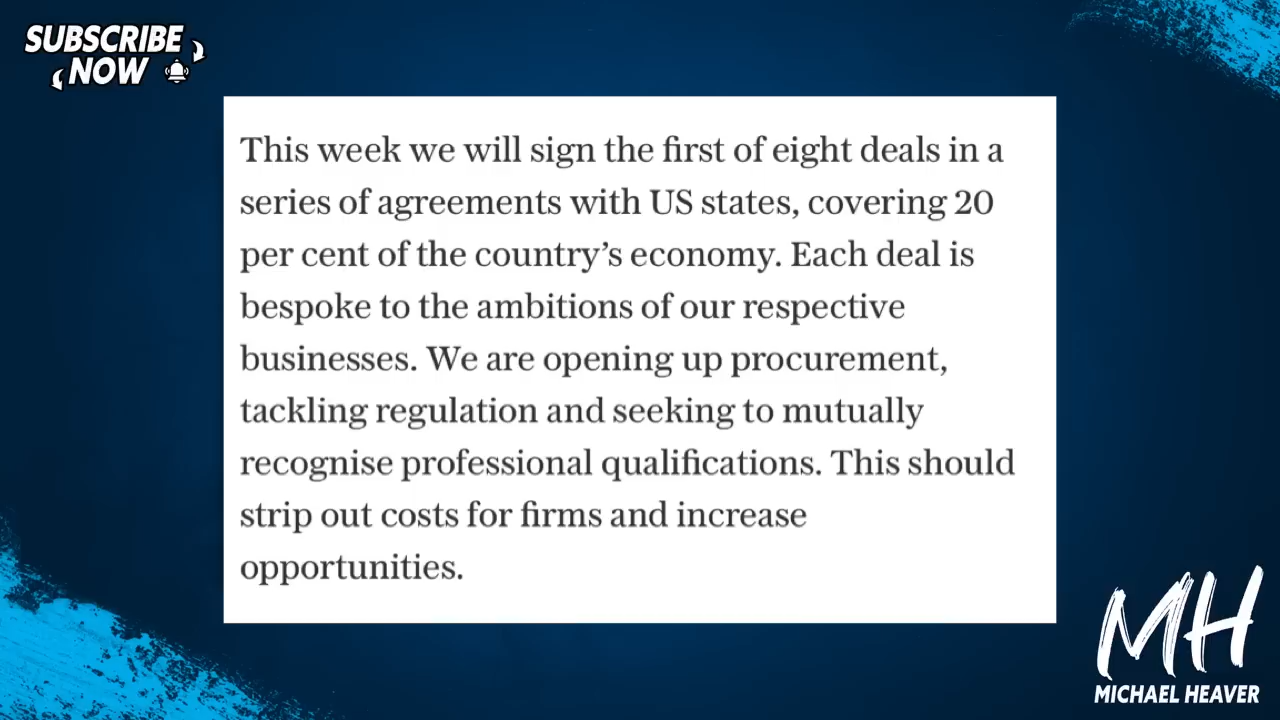 SUBSCRIBE
NOW
This week we will sign the first of eight deals in a
series of agreements with US states, covering 20
per cent of the country’s economy. Each deal is
bespoke to the ambitions of our respective
businesses. We are opening up procurement,
tackling regulation and seeking to mutually
recognise professional qualifications. This should
strip out costs for firms and increase
opportunities.
MH
MICHAEL HEAVER